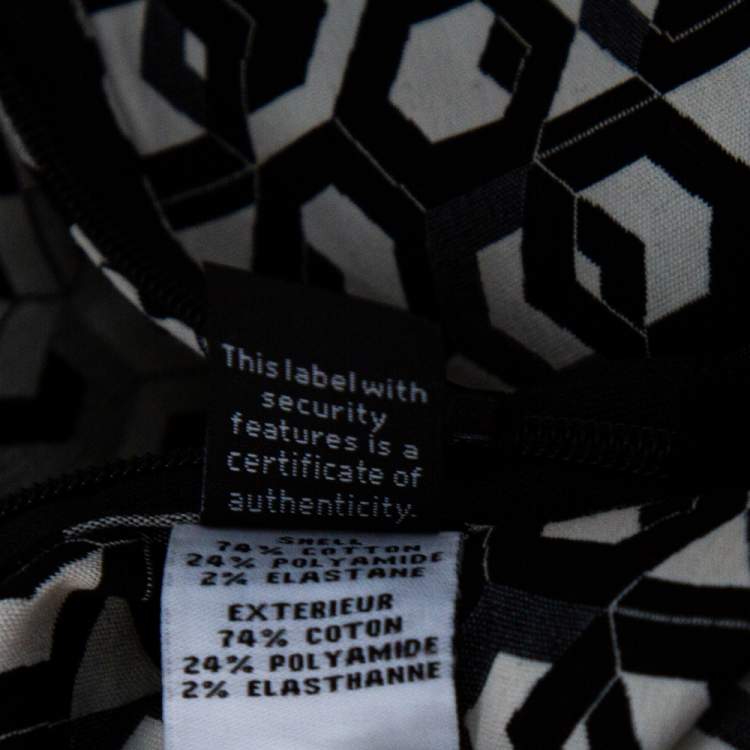 This label with
security
features is a
certificate of
authenticity.
SHELL
74% COTTON
24% POLYAMIDE
2% ELASTANE
EXTERIEUR
74% COTON
24% POLYAMIDE
2% ELASTHANNE